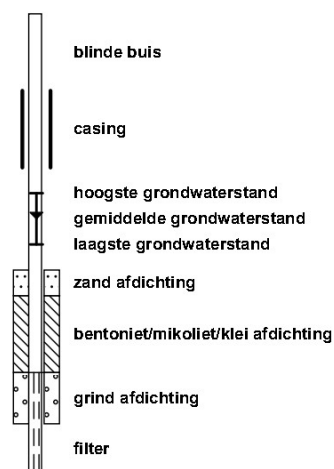 blinde buis
casing
hoogste grondwaterstand
gemiddelde grondwaterstand
laagste grondwaterstand
zand afdichting
bentoniet/mikoliet/klei afdichting
grind afdichting
filter